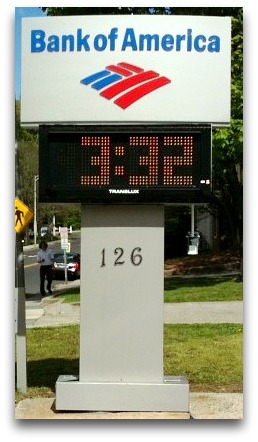 Bank of America
3:32
TRANSLUX
126